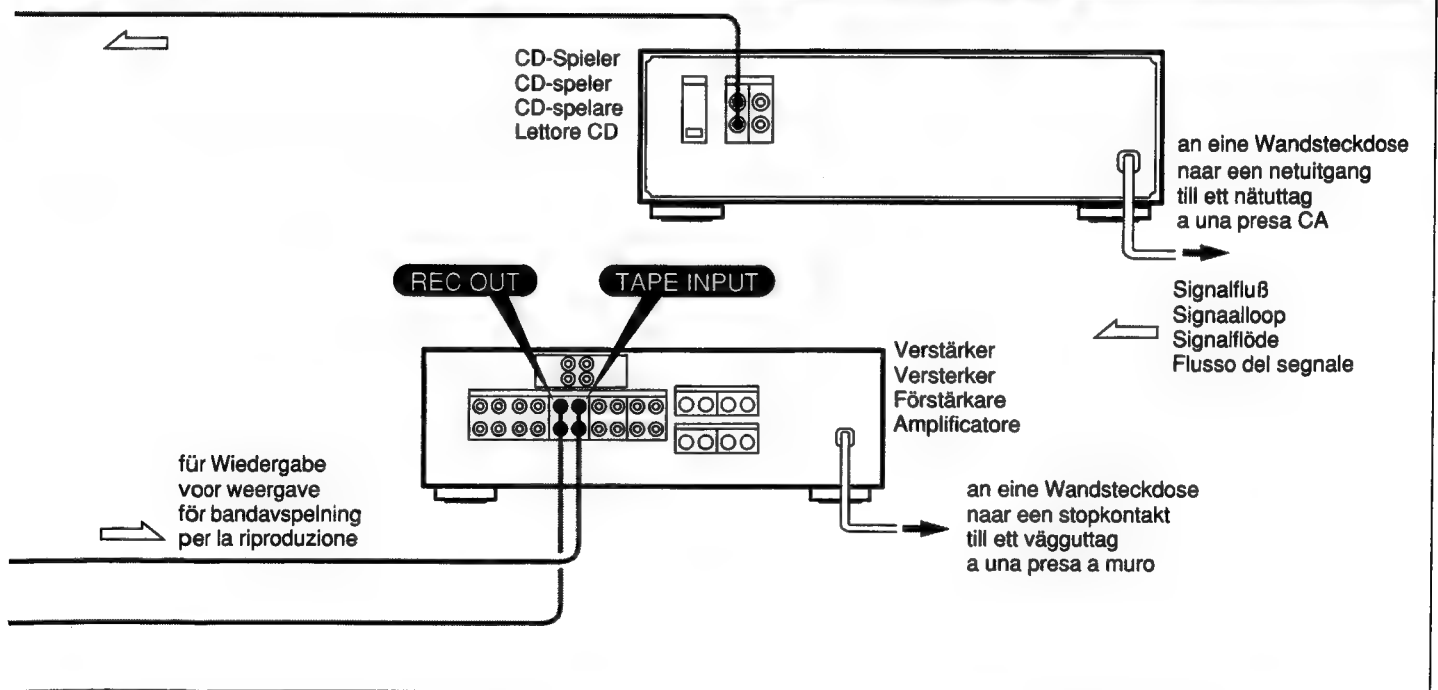 CD-Spieler
CD-speler
CD-spelare
Lettore CD
an eine Wandsteckdose
naar een netuitgang
till ett nätuttag
a una presa CA
REC OUT
TAPE INPUT
Signalfluß
Signaalloop
Signalflöde
Flusso del segnale
Verstärker
Versterker
Förstärkare
Amplificatore
für Wiedergabe
voor weergave
för bandavspelning
per la riproduzione
an eine Wandsteckdose
naar een stopkontakt
till ett vägguttag
a una presa a muro